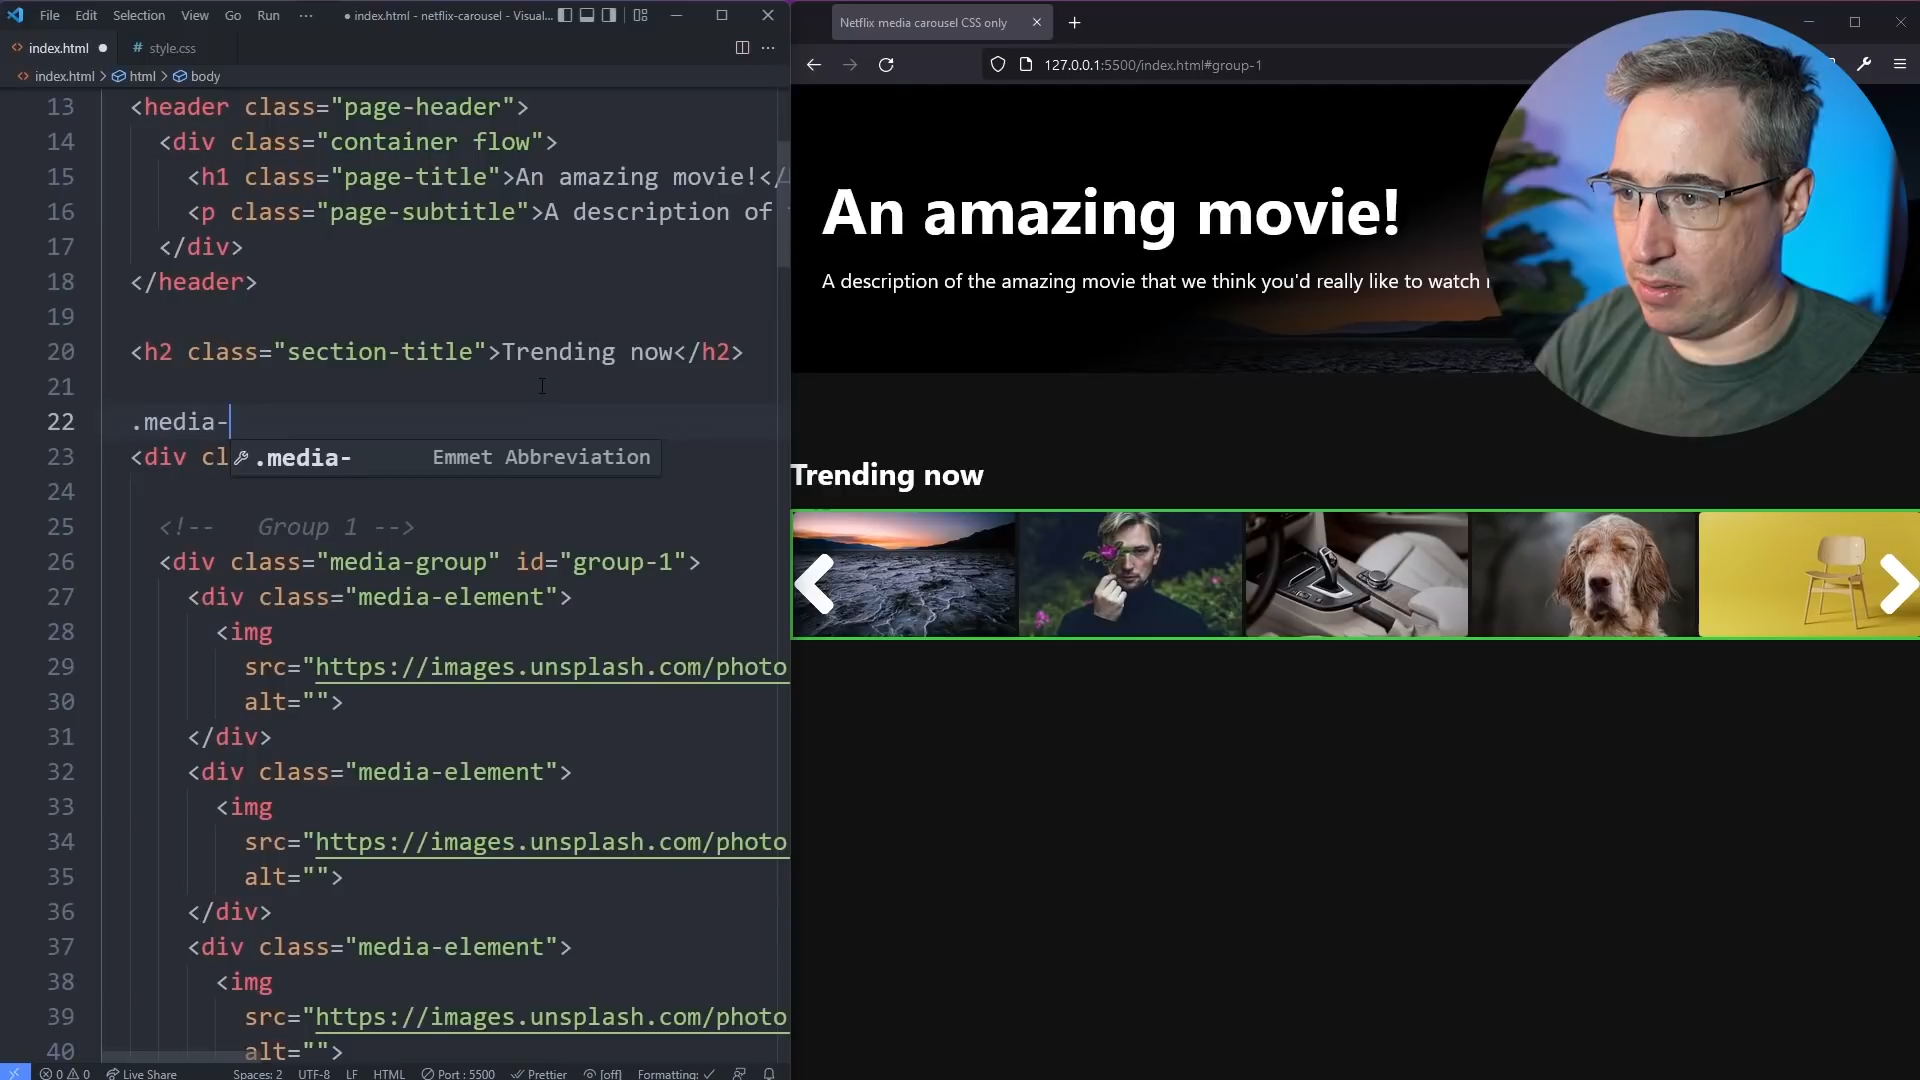 File Edit Selection View Go Run ··· ● index.html - netflix-carousel - Visual...
<> index.html ● # style.css
<> index.html > html > body
13 <header class="page-header">
14 <div class="container flow">
15 <h1 class="page-title">An amazing movie!</
16 <p class="page-subtitle">A description of
17 </div>
18 </header>
19
20 <h2 class="section-title">Trending now</h2>
21
22 .media-
.media- Emmet Abbreviation
23 <div cl
24
25 <!-- Group 1 -->
26 <div class="media-group" id="group-1">
27 <div class="media-element">
28 <img
29 src="https://images.unsplash.com/photo
30 alt="">
31 </div>
32 <div class="media-element">
33 <img
34 src="https://images.unsplash.com/photo
35 alt="">
36 </div>
37 <div class="media-element">
38 <img
39 src="https://images.unsplash.com/photo
40 alt="">
0 0 Live Share Spaces: 2 UTF-8 LF HTML Port : 5500 Prettier [off] Formatting: ✓
Netflix media carousel CSS only
127.0.0.1:5500/index.html#group-1
An amazing movie!
A description of the amazing movie that we think you'd really like to watch
Trending now